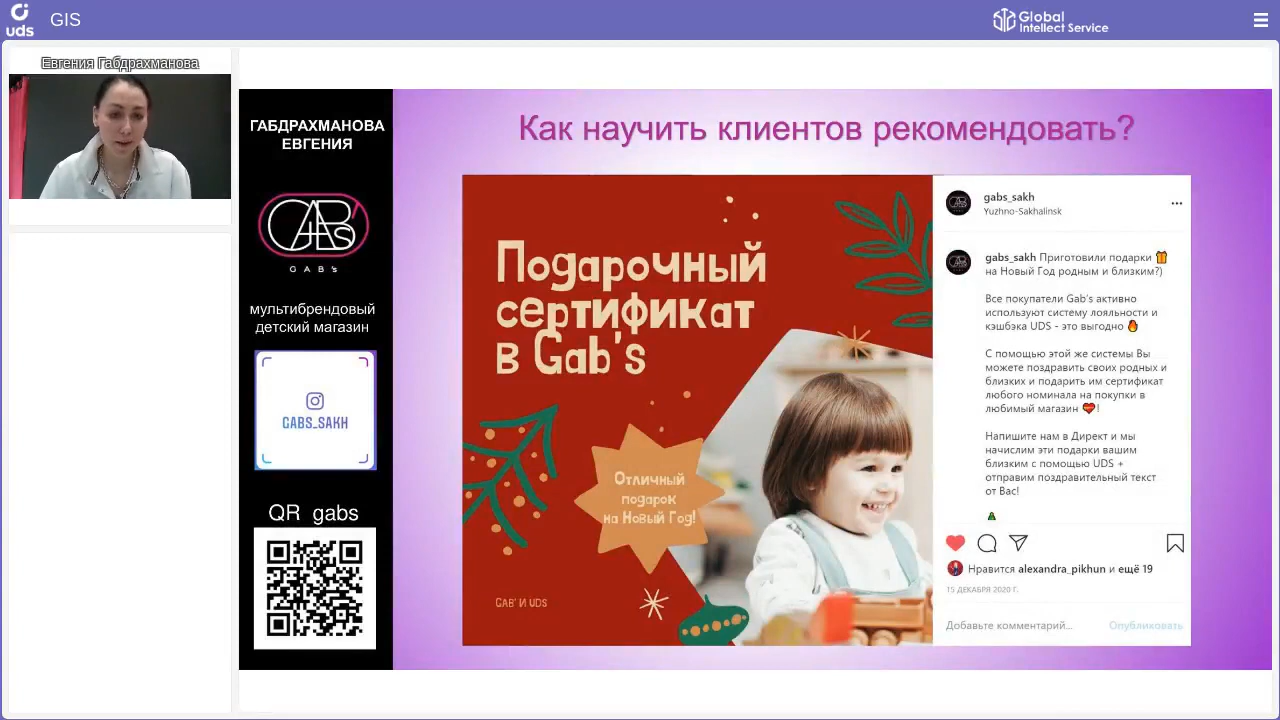 uds
GIS
Global
Intellect Service
Евгения Габдрахманова
ГАБДРАХМАНОВА
ЕВГЕНИЯ
GAB's
GAB's
мультибрендовый
детский магазин
GABS_SAKH
QR gabs
Как научить клиентов рекомендовать?
Подарочный
сертификат
в Gab's
Отличный
подарок
на Новый Год!
GAB' И UDS
gabs_sakh
Yuzhno-Sakhalinsk
gabs_sakh Приготовили подарки 🎁
на Новый Год родным и близким?)
Все покупатели Gab's активно
используют систему лояльности и
кэшбэка UDS - это выгодно 🔥
С помощью этой же системы Вы
можете поздравить своих родных и
близких и подарить им сертификат
любого номинала на покупки в
любимый магазин ❤️!
Напишите нам в Директ и мы
начислим эти подарки вашим
близким с помощью UDS +
отправим поздравительный текст
от Вас!
Нравится alexandra_pikhun и ещё 19
15 ДЕКАБРЯ 2020 Г.
Добавьте комментарий...
Опубликовать